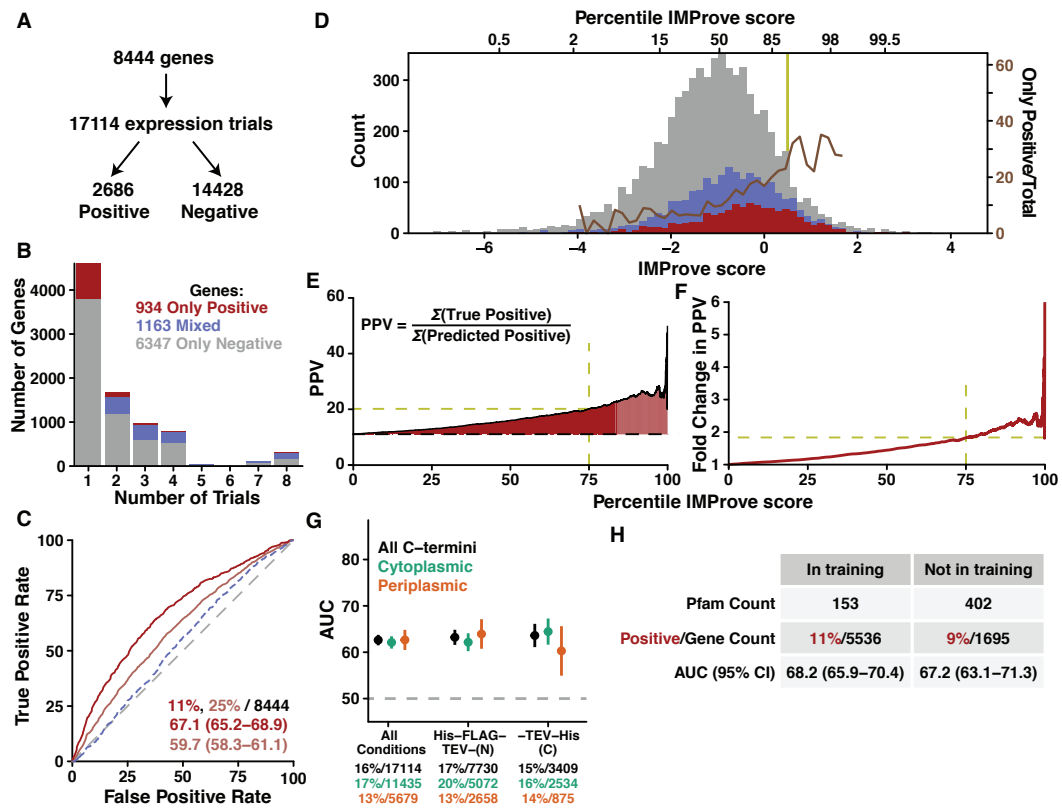 A
8444 genes
17114 expression trials
2686 14428
Positive Negative
B
Number of Genes
4000
3000
2000
1000
0
Genes:
934 Only Positive
1163 Mixed
6347 Only Negative
1 2 3 4 5 6 7 8
Number of Trials
C
True Positive Rate
100
75
50
25
0
11%, 25% / 8444
67.1 (65.2–68.9)
59.7 (58.3–61.1)
0 25 50 75 100
False Positive Rate
D
Percentile IMProve score
0.5 2 15 50 85 98 99.5
Count
300
200
100
0
60
40
20
0
Only Positive/Total
−6 −4 −2 0 2 4
IMProve score
E
PPV
60
40
20
0
PPV = Σ(True Positive)
Σ(Predicted Positive)
0 25 50 75 100
F
Fold Change in PPV
6
5
4
3
2
1
0 25 50 75 100
Percentile IMProve score
G
AUC
80
70
60
50
All C−termini
Cytoplasmic
Periplasmic
All Conditions
His−FLAG−TEV−(N)
−TEV−His (C)
16%/17114 17%/7730 15%/3409
17%/11435 20%/5072 16%/2534
13%/5679 13%/2658 14%/875
H
In training Not in training
Pfam Count 153 402
Positive/Gene Count 11%/5536 9%/1695
AUC (95% CI) 68.2 (65.9–70.4) 67.2 (63.1–71.3)